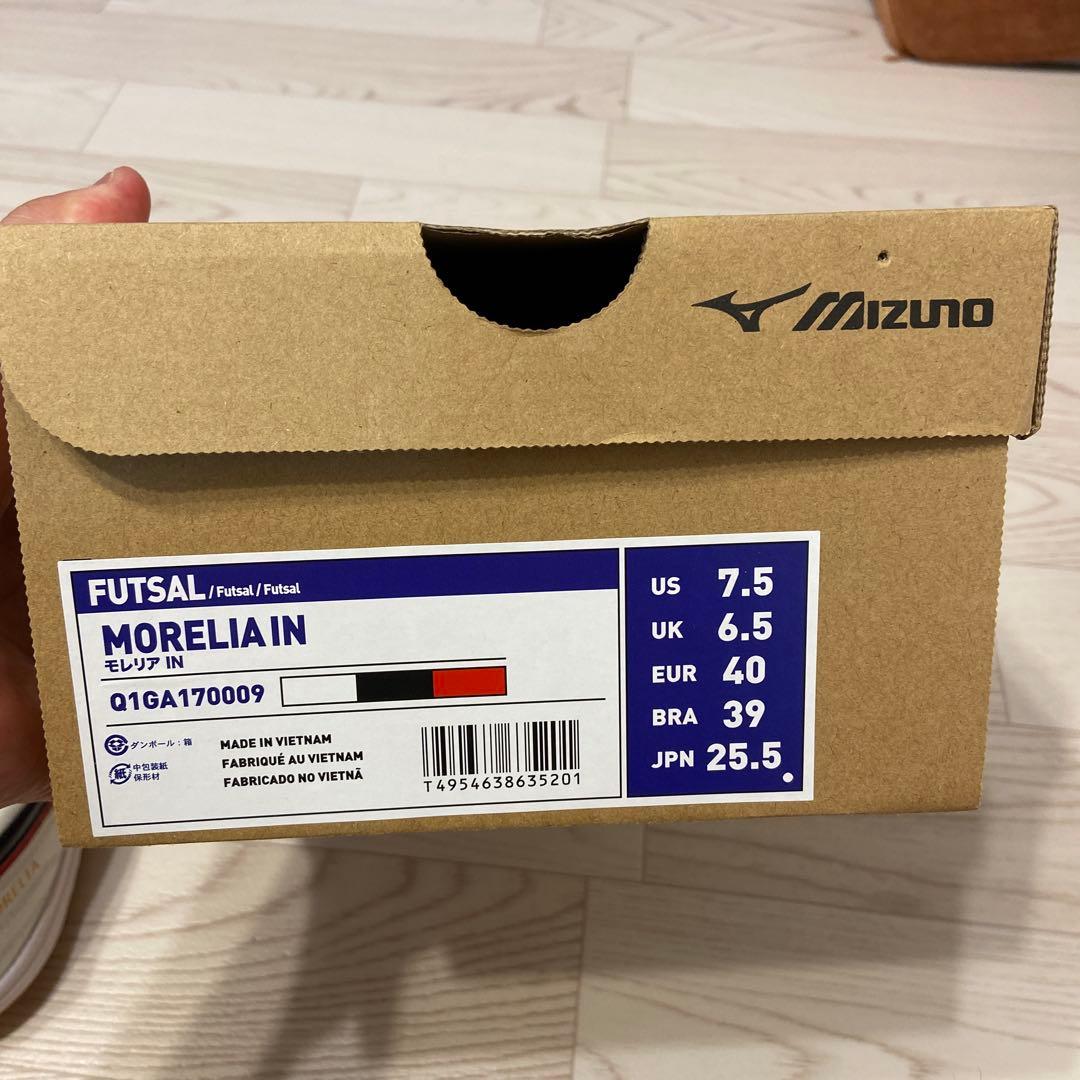 MIZUNO
FUTSAL / Futsal / Futsal
MORELIA IN
モレリア IN
Q1GA170009
ダンボール：箱
紙
中包装紙
保形材
MADE IN VIETNAM
FABRIQUÉ AU VIETNAM
FABRICADO NO VIETNÃ
T4954638635201
US 7.5
UK 6.5
EUR 40
BRA 39
JPN 25.5